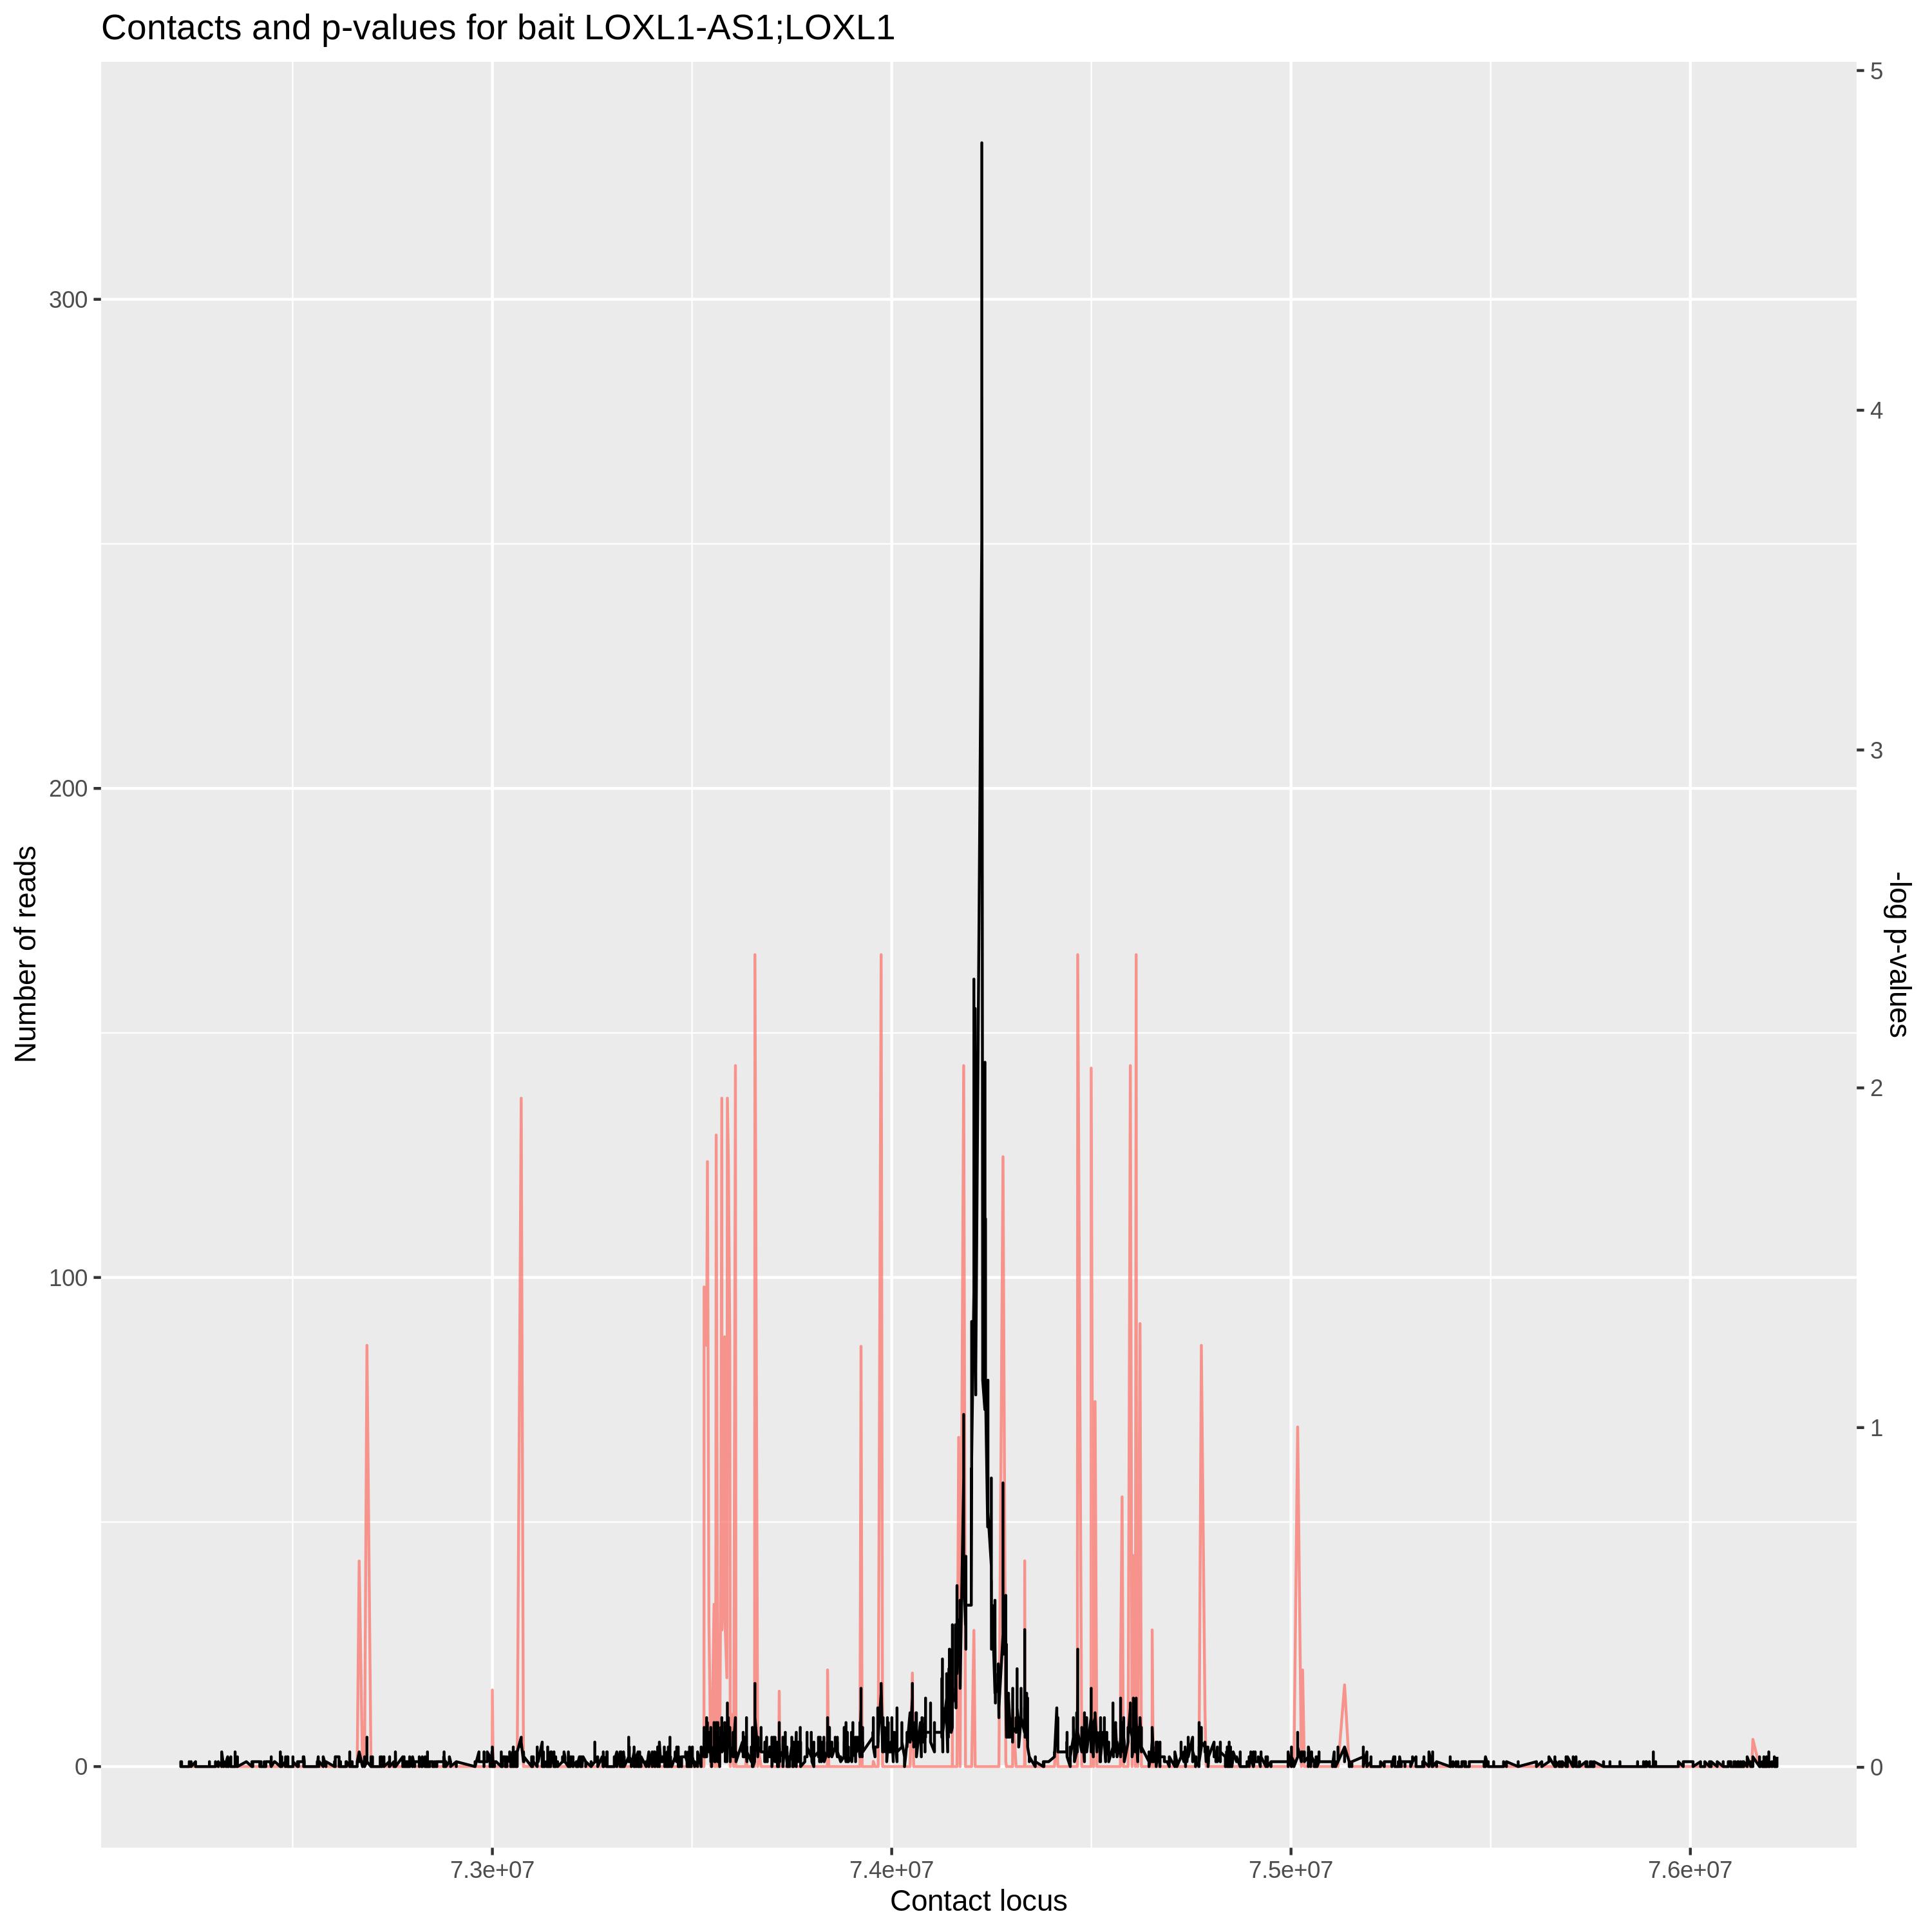 Contacts and p-values for bait LOXL1-AS1;LOXL1
5
4
3
2
1
0
300
200
100
0
Number of reads
-log p-values
7.3e+07
7.4e+07
7.5e+07
7.6e+07
Contact locus